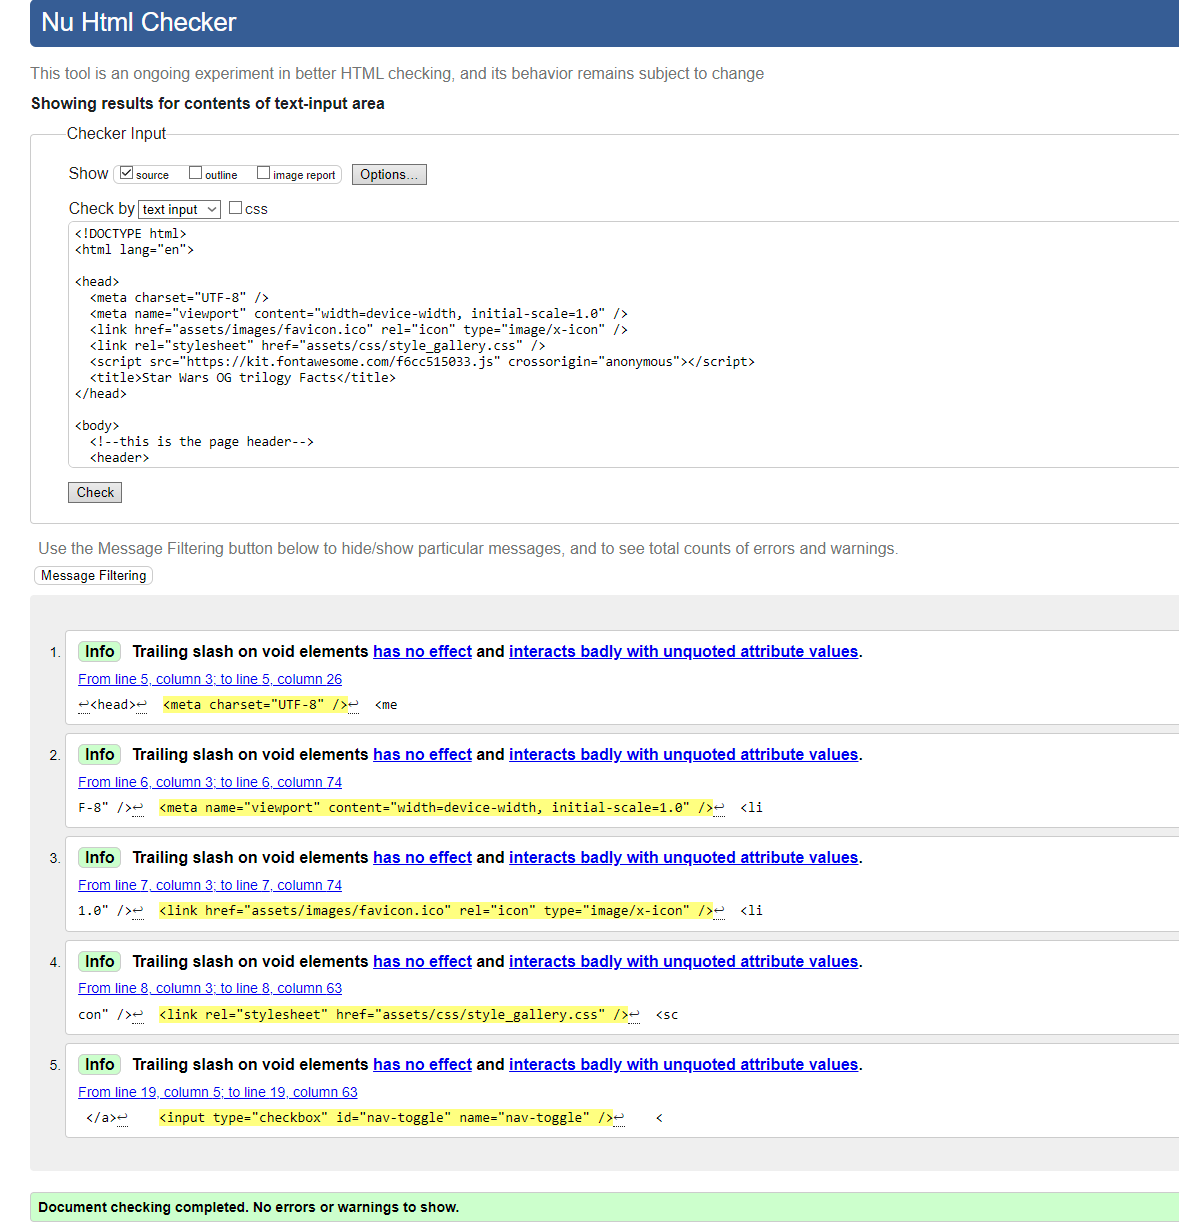 Nu Html Checker
This tool is an ongoing experiment in better HTML checking, and its behavior remains subject to change
Showing results for contents of text-input area
Checker Input
Show source outline image report Options...
Check by text input css
<!DOCTYPE html>
<html lang="en">
<head>
<meta charset="UTF-8" />
<meta name="viewport" content="width=device-width, initial-scale=1.0" />
<link href="assets/images/favicon.ico" rel="icon" type="image/x-icon" />
<link rel="stylesheet" href="assets/css/style_gallery.css" />
<script src="https://kit.fontawesome.com/f6cc515033.js" crossorigin="anonymous"></script>
<title>Star Wars OG trilogy Facts</title>
</head>
<body>
<!--this is the page header-->
<header>
Check
Use the Message Filtering button below to hide/show particular messages, and to see total counts of errors and warnings.
Message Filtering
1. Info Trailing slash on void elements has no effect and interacts badly with unquoted attribute values.
From line 5, column 3; to line 5, column 26
↩<head>↩ <meta charset="UTF-8" />↩ <me
2. Info Trailing slash on void elements has no effect and interacts badly with unquoted attribute values.
From line 6, column 3; to line 6, column 74
F-8" />↩ <meta name="viewport" content="width=device-width, initial-scale=1.0" />↩ <li
3. Info Trailing slash on void elements has no effect and interacts badly with unquoted attribute values.
From line 7, column 3; to line 7, column 74
1.0" />↩ <link href="assets/images/favicon.ico" rel="icon" type="image/x-icon" />↩ <li
4. Info Trailing slash on void elements has no effect and interacts badly with unquoted attribute values.
From line 8, column 3; to line 8, column 63
con" />↩ <link rel="stylesheet" href="assets/css/style_gallery.css" />↩ <sc
5. Info Trailing slash on void elements has no effect and interacts badly with unquoted attribute values.
From line 19, column 5; to line 19, column 63
</a>↩ <input type="checkbox" id="nav-toggle" name="nav-toggle" />↩ <
Document checking completed. No errors or warnings to show.